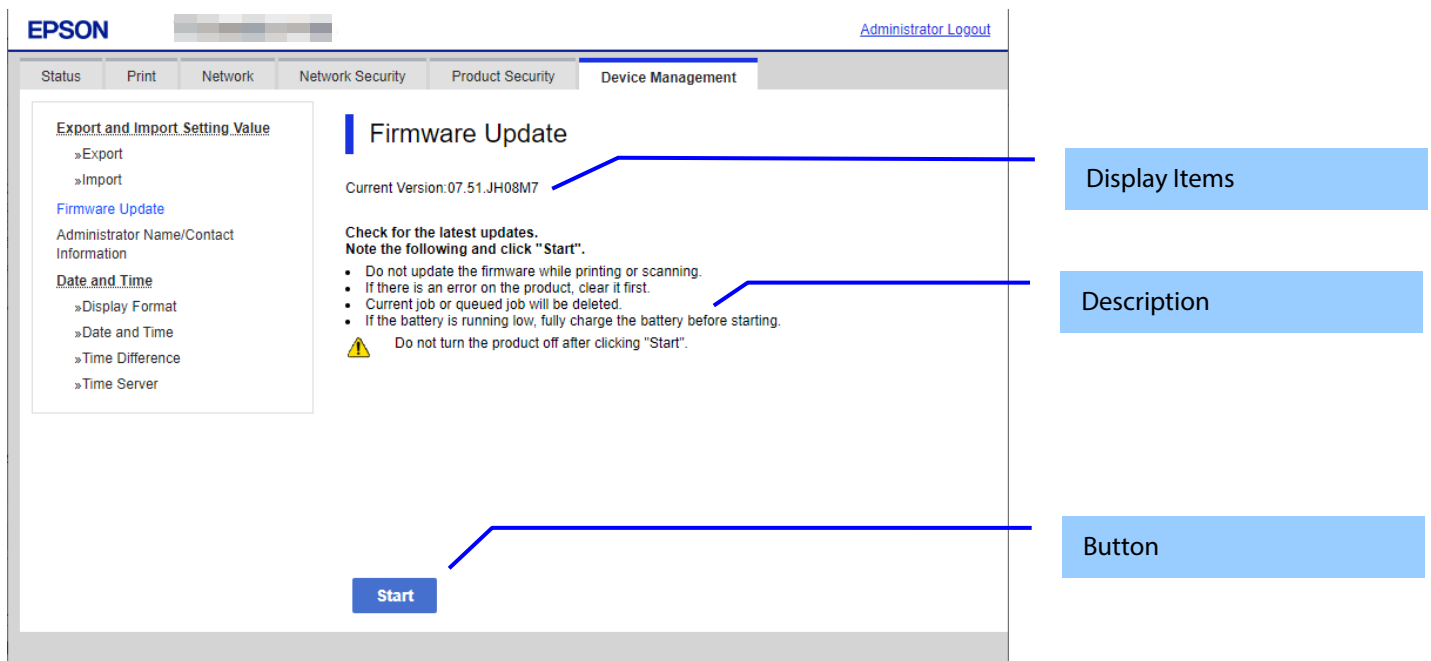 EPSON
Administrator Logout
Status Print Network Network Security Product Security Device Management
Export and Import Setting Value
»Export
»Import
Firmware Update
Administrator Name/Contact
Information
Date and Time
»Display Format
»Date and Time
»Time Difference
»Time Server
Firmware Update
Current Version:07.51.JH08M7
Check for the latest updates.
Note the following and click "Start".
• Do not update the firmware while printing or scanning.
• If there is an error on the product, clear it first.
• Current job or queued job will be deleted.
• If the battery is running low, fully charge the battery before starting.
Do not turn the product off after clicking "Start".
Start
Display Items
Description
Button